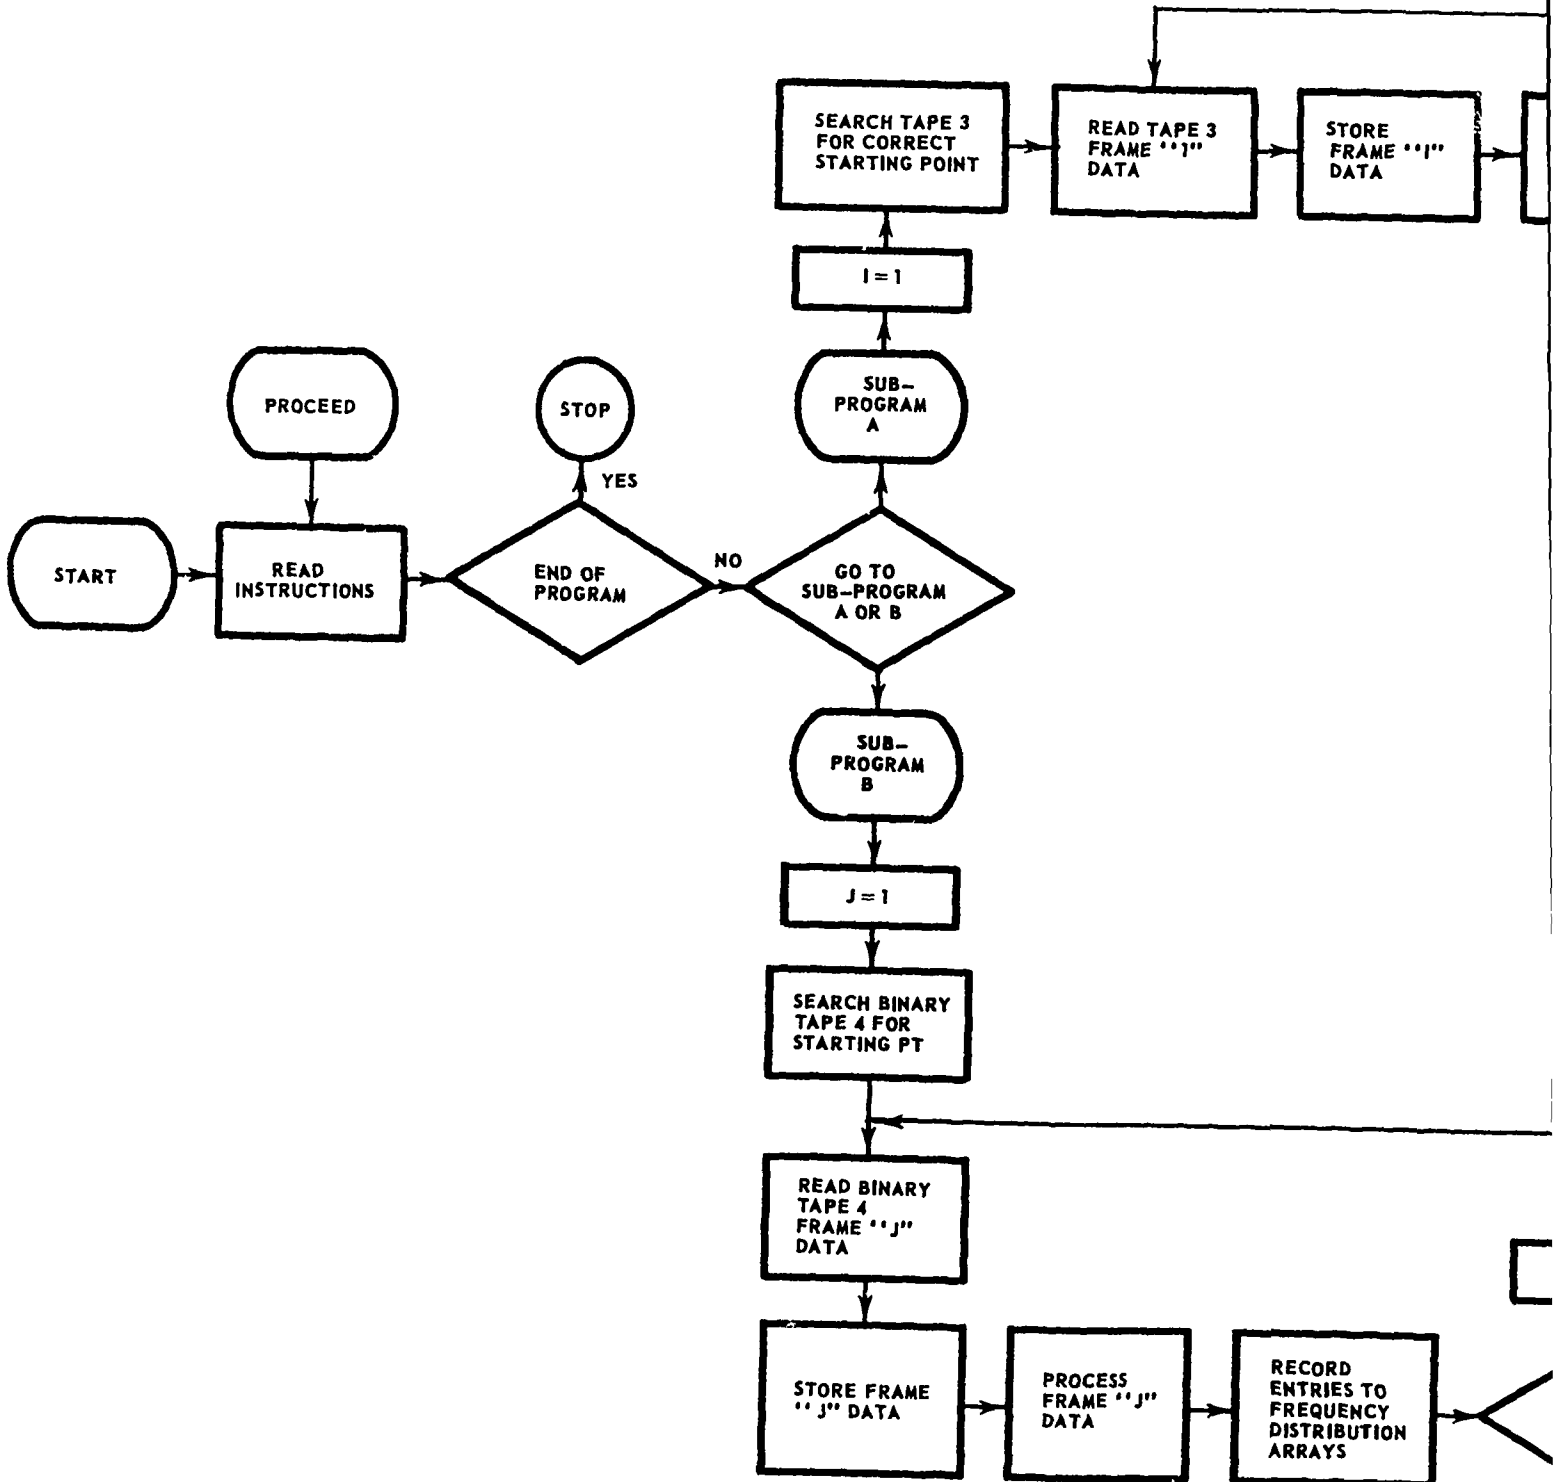 SEARCH TAPE 3
FOR CORRECT
STARTING POINT
READ TAPE 3
FRAME "1"
DATA
STORE
FRAME "I"
DATA
I = 1
PROCEED
STOP
SUB-
PROGRAM
A
YES
START
READ
INSTRUCTIONS
END OF
PROGRAM
NO
GO TO
SUB-PROGRAM
A OR B
SUB-
PROGRAM
B
J = 1
SEARCH BINARY
TAPE 4 FOR
STARTING PT
READ BINARY
TAPE 4
FRAME "J"
DATA
STORE FRAME
"J" DATA
PROCESS
FRAME "J"
DATA
RECORD
ENTRIES TO
FREQUENCY
DISTRIBUTION
ARRAYS